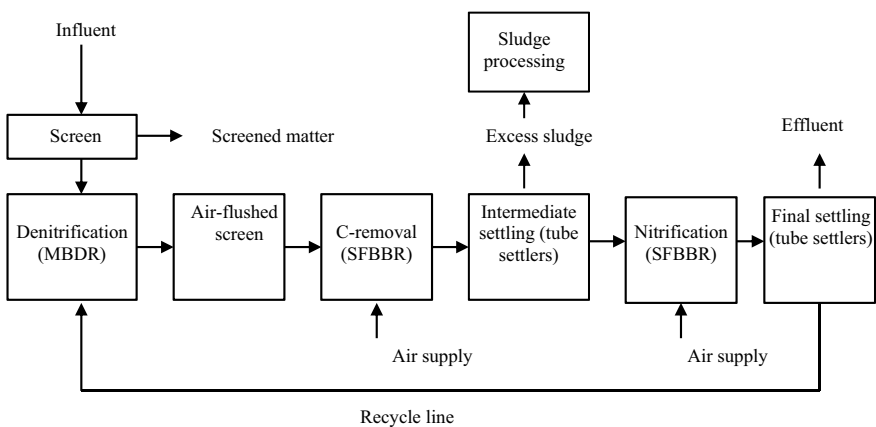 Influent
Sludge
processing
Screen
Screened matter
Excess sludge
Effluent
Denitrification
(MBDR)
Air-flushed
screen
C-removal
(SFBBR)
Intermediate
settling (tube
settlers)
Nitrification
(SFBBR)
Final settling
(tube settlers)
Air supply
Air supply
Recycle line